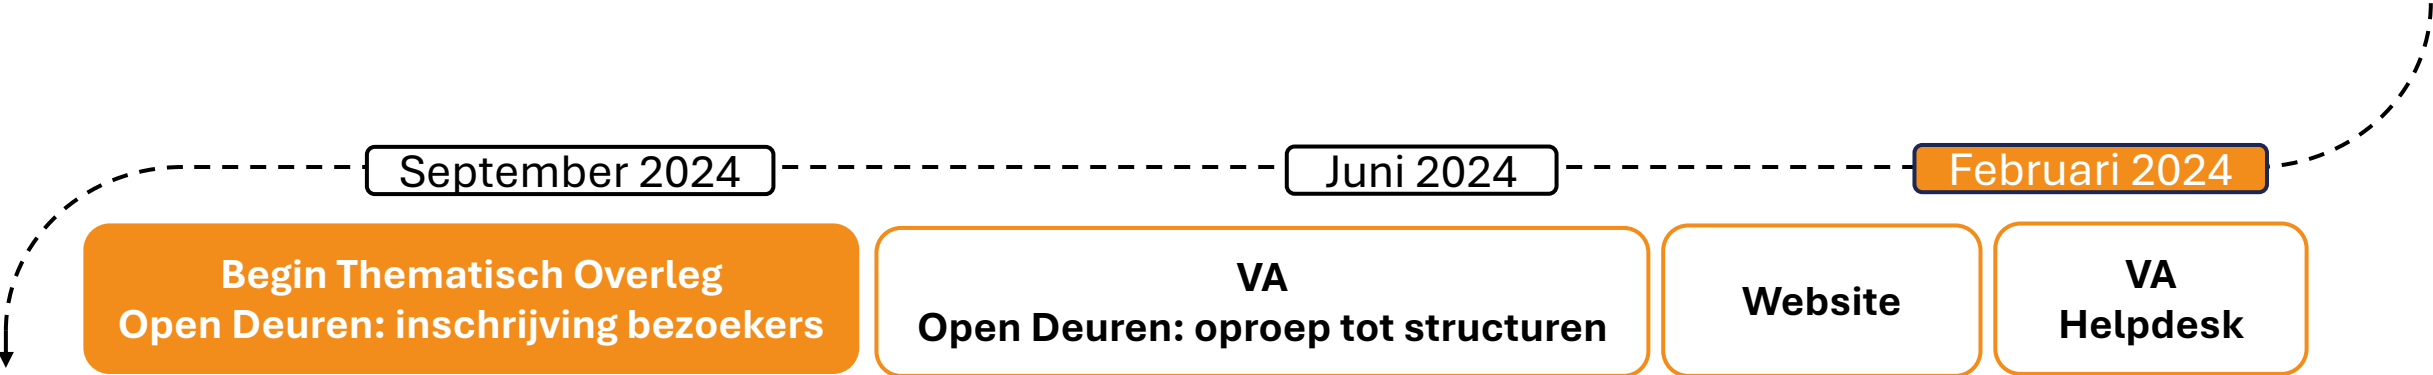 September 2024
Juni 2024
Februari 2024
Begin Thematisch Overleg
Open Deuren: inschrijving bezoekers
VA
Open Deuren: oproep tot structuren
Website
VA
Helpdesk